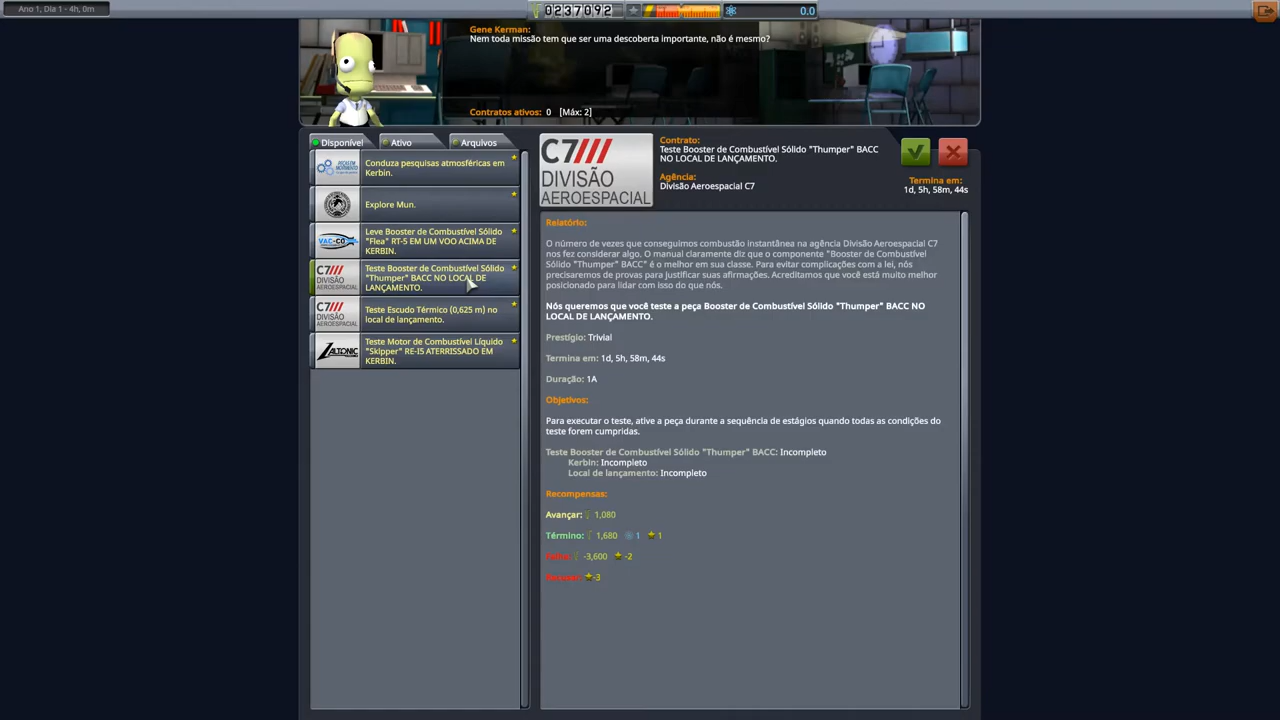 Ano 1, Dia 1 - 4h, 0m
0237092
0.0
Gene Kerman:
Nem toda missão tem que ser uma descoberta importante, não é mesmo?
Contratos ativos: 0 [Máx: 2]
Disponível
Ativo
Arquivos
Conduza pesquisas atmosféricas em
Kerbin.
Explore Mun.
VAC-CO
Leve Booster de Combustível Sólido
"Flea" RT-5 EM UM VOO ACIMA DE
KERBIN.
C7
DIVISÃO
AEROESPACIAL
Teste Booster de Combustível Sólido
"Thumper" BACC NO LOCAL DE
LANÇAMENTO.
C7
DIVISÃO
AEROESPACIAL
Teste Escudo Térmico (0,625 m) no
local de lançamento.
Teste Motor de Combustível Líquido
"Skipper" RE-I5 ATERRISSADO EM
KERBIN.
C7
DIVISÃO
AEROESPACIAL
Contrato:
Teste Booster de Combustível Sólido "Thumper" BACC
NO LOCAL DE LANÇAMENTO.
Agência:
Divisão Aeroespacial C7
Termina em:
1d, 5h, 58m, 44s
Relatório:
O número de vezes que conseguimos combustão instantânea na agência Divisão Aeroespacial C7
nos fez considerar algo. O manual claramente diz que o componente "Booster de Combustível
Sólido "Thumper" BACC" é o melhor em sua classe. Para evitar complicações com a lei, nós
precisaremos de provas para justificar suas afirmações. Acreditamos que você está muito melhor
posicionado para lidar com isso do que nós.
Nós queremos que você teste a peça Booster de Combustível Sólido "Thumper" BACC NO
LOCAL DE LANÇAMENTO.
Prestígio: Trivial
Termina em: 1d, 5h, 58m, 44s
Duração: 1A
Objetivos:
Para executar o teste, ative a peça durante a sequência de estágios quando todas as condições do
teste forem cumpridas.
Teste Booster de Combustível Sólido "Thumper" BACC: Incompleto
Kerbin: Incompleto
Local de lançamento: Incompleto
Recompensas:
Avançar: 1,080
Término: 1,680 1 1
-3,600 -2
-3